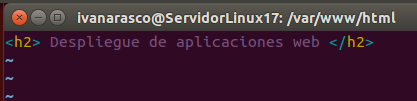 ivanarasco@ServidorLinux17: /var/www/html
<h2> Despliegue de aplicaciones web </h2>
~
~
~